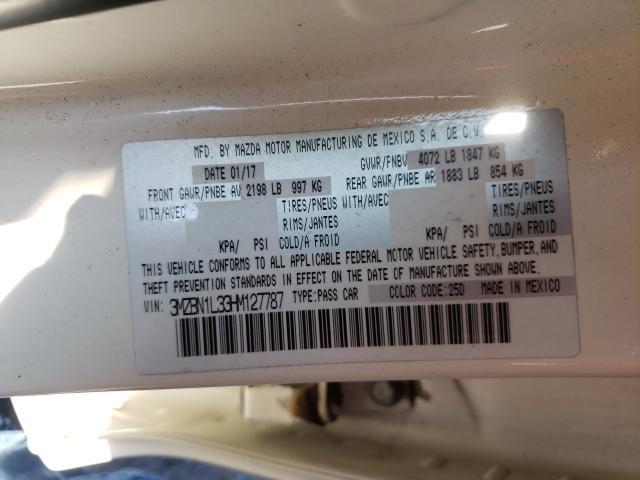 MFD. BY MAZDA MOTOR MANUFACTURING DE MEXICO S.A. DE C.V.
DATE 01/17 GVWR/PNBV 4072 LB 1847 KG
FRONT GAWR/PNBE AV 2198 LB 997 KG REAR GAWR/PNBE AR 1883 LB 854 KG
WITH/AVEC TIRES/PNEUS WITH/AVEC TIRES/PNEUS
RIMS/JANTES RIMS/JANTES
KPA/ PSI COLD/A FROID KPA/ PSI COLD/A FROID
THIS VEHICLE CONFORMS TO ALL APPLICABLE FEDERAL MOTOR VEHICLE SAFETY, BUMPER, AND
THEFT PREVENTION STANDARDS IN EFFECT ON THE DATE OF MANUFACTURE SHOWN ABOVE.
VIN: 3MZBN1L33HM127787 TYPE:PASS CAR COLOR CODE:25D MADE IN MEXICO